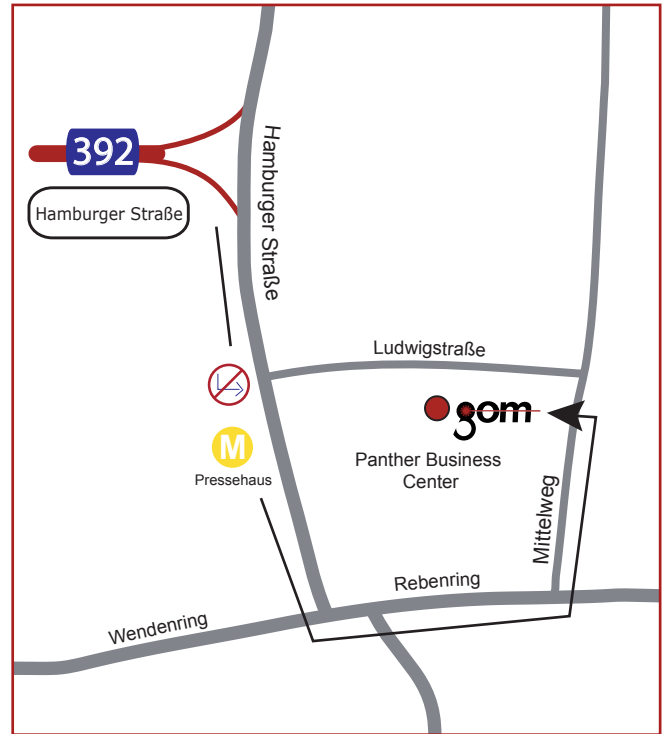 392
Hamburger Straße
Hamburger Straße
Ludwigstraße
gom
Panther Business
Center
M
Pressehaus
Mittelweg
Rebenring
Wendenring